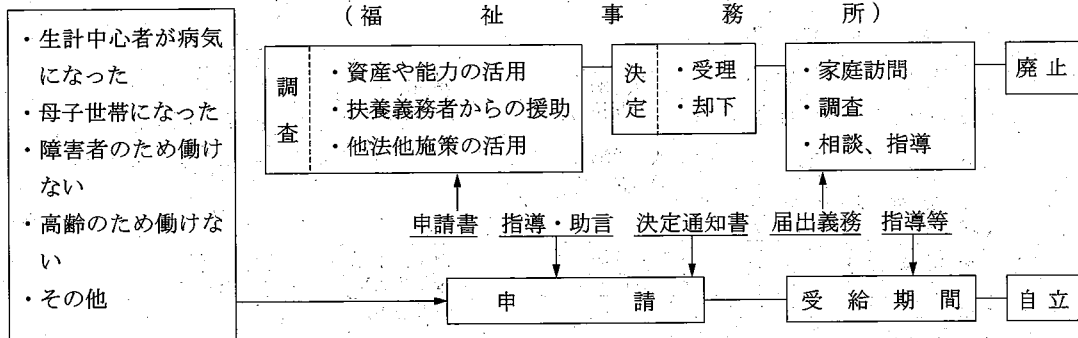 (福祉事務所)
・生計中心者が病気
になった
・母子世帯になった
・障害者のため働け
ない
・高齢のため働けな
い
・その他
調査
・資産や能力の活用
・扶養義務者からの援助
・他法他施策の活用
決定
・受理
・却下
・家庭訪問
・調査
・相談、指導
廃止
申請書 指導・助言 決定通知書 届出義務 指導等
申請
受給期間
自立